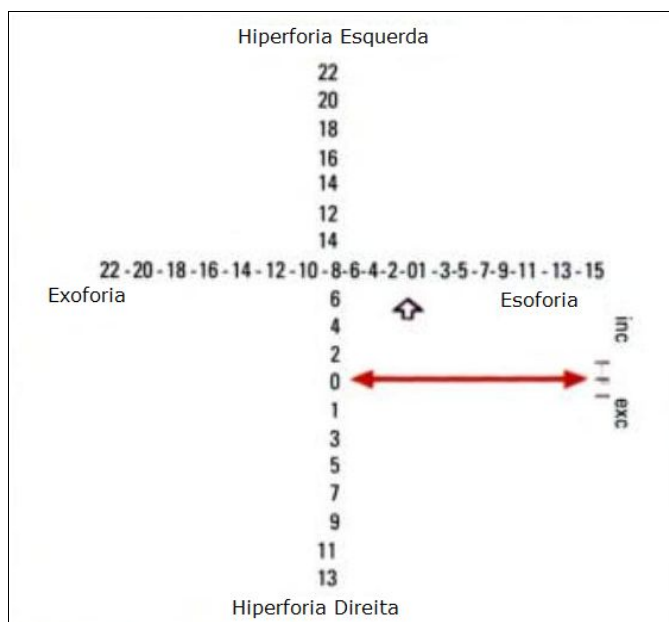 Hiperforia Esquerda
22
20
18
16
14
12
14
22 - 20 - 18 - 16 - 14 - 12 - 10 - 8 -6 -4 -2 -01 -3-5 -7-9-11 - 13 - 15
Exoforia
Esoforia
6
4
2
0
1
3
5
7
9
11
13
inc
exc
Hiperforia Direita